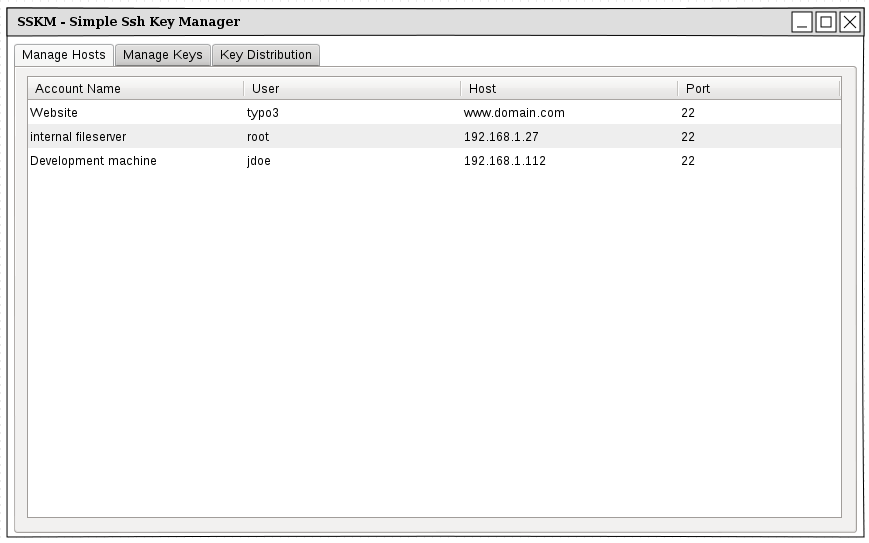 SSKM - Simple Ssh Key Manager
Manage Hosts Manage Keys Key Distribution
Account Name User Host Port
Website typo3 www.domain.com 22
internal fileserver root 192.168.1.27 22
Development machine jdoe 192.168.1.112 22